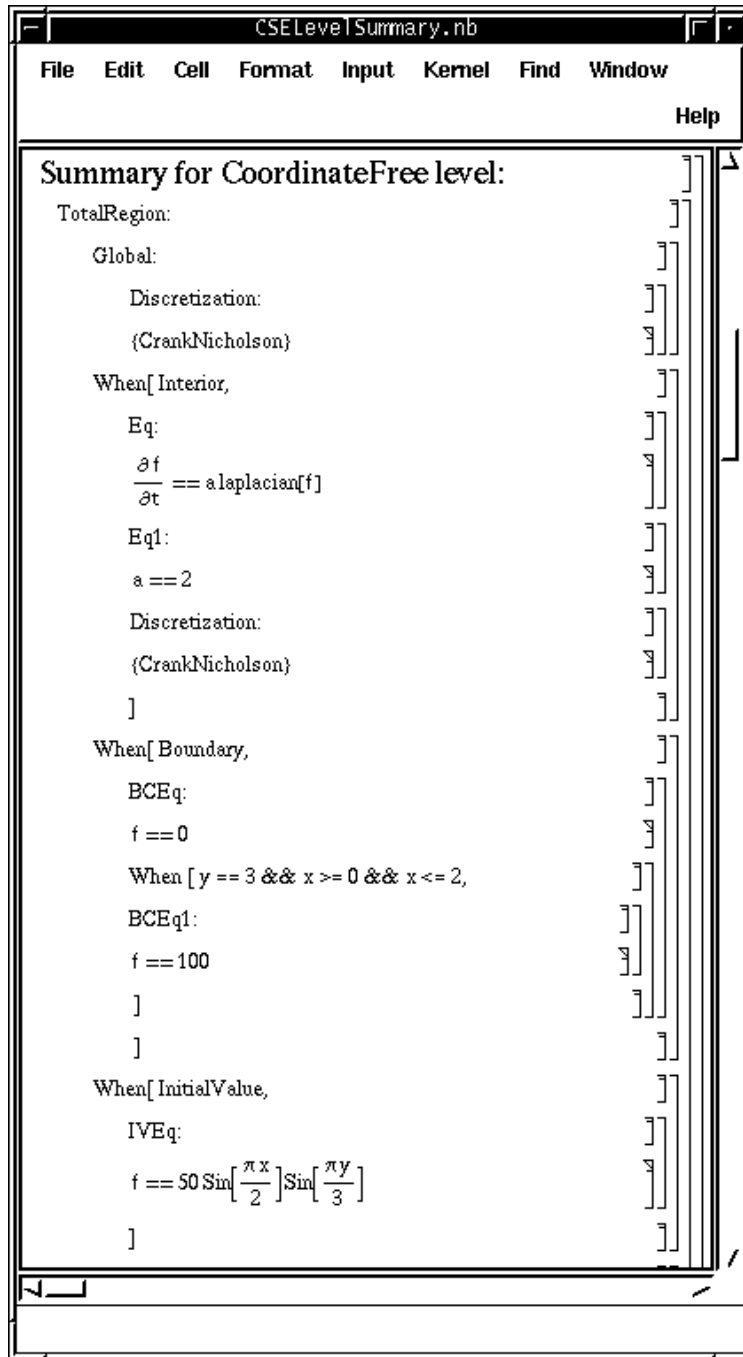 CSELevelSummary.nb
File Edit Cell Format Input Kernel Find Window
Help
Summary for CoordinateFree level:
TotalRegion:
Global:
Discretization:
{CrankNicholson}
When[ Interior,
Eq:
∂f/∂t == a laplacian[f]
Eq1:
a == 2
Discretization:
{CrankNicholson}
]
When[ Boundary,
BCEq:
f == 0
When [ y == 3 && x >= 0 && x <= 2,
BCEq1:
f == 100
]
]
When[ InitialValue,
IVEq:
f == 50 Sin[πx/2] Sin[πy/3]
]